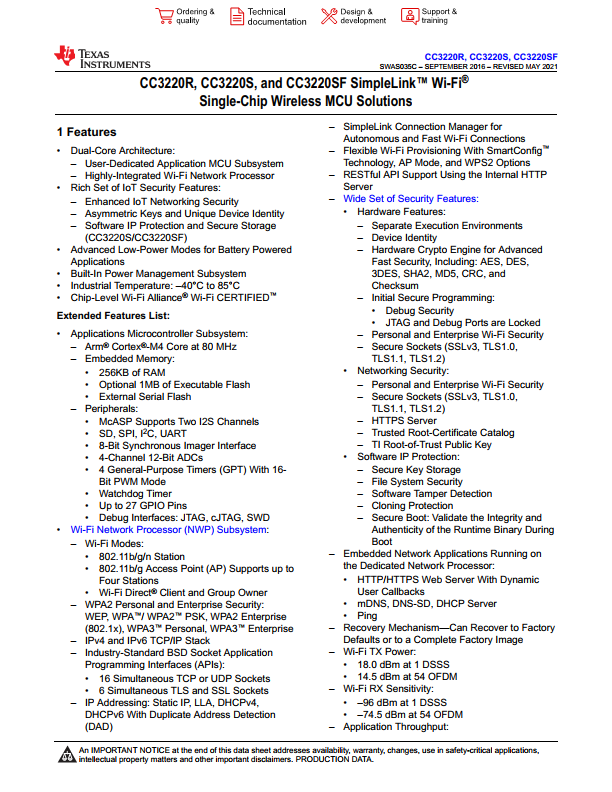 Ordering & quality
Technical documentation
Design & development
Support & training
TEXAS INSTRUMENTS
CC3220R, CC3220S, CC3220SF
SWAS035C – SEPTEMBER 2016 – REVISED MAY 2021
CC3220R, CC3220S, and CC3220SF SimpleLink™ Wi-Fi®
Single-Chip Wireless MCU Solutions
1 Features
• Dual-Core Architecture:
– User-Dedicated Application MCU Subsystem
– Highly-Integrated Wi-Fi Network Processor
• Rich Set of IoT Security Features:
– Enhanced IoT Networking Security
– Asymmetric Keys and Unique Device Identity
– Software IP Protection and Secure Storage
(CC3220S/CC3220SF)
• Advanced Low-Power Modes for Battery Powered
Applications
• Built-In Power Management Subsystem
• Industrial Temperature: –40°C to 85°C
• Chip-Level Wi-Fi Alliance® Wi-Fi CERTIFIED™
Extended Features List:
• Applications Microcontroller Subsystem:
– Arm® Cortex®-M4 Core at 80 MHz
– Embedded Memory:
• 256KB of RAM
• Optional 1MB of Executable Flash
• External Serial Flash
– Peripherals:
• McASP Supports Two I2S Channels
• SD, SPI, I²C, UART
• 8-Bit Synchronous Imager Interface
• 4-Channel 12-Bit ADCs
• 4 General-Purpose Timers (GPT) With 16-
Bit PWM Mode
• Watchdog Timer
• Up to 27 GPIO Pins
• Debug Interfaces: JTAG, cJTAG, SWD
• Wi-Fi Network Processor (NWP) Subsystem:
– Wi-Fi Modes:
• 802.11b/g/n Station
• 802.11b/g Access Point (AP) Supports up to
Four Stations
• Wi-Fi Direct® Client and Group Owner
– WPA2 Personal and Enterprise Security:
WEP, WPA™/ WPA2™ PSK, WPA2 Enterprise
(802.1x), WPA3™ Personal, WPA3™ Enterprise
– IPv4 and IPv6 TCP/IP Stack
– Industry-Standard BSD Socket Application
Programming Interfaces (APIs):
• 16 Simultaneous TCP or UDP Sockets
• 6 Simultaneous TLS and SSL Sockets
– IP Addressing: Static IP, LLA, DHCPv4,
DHCPv6 With Duplicate Address Detection
(DAD)
– SimpleLink Connection Manager for
Autonomous and Fast Wi-Fi Connections
– Flexible Wi-Fi Provisioning With SmartConfig™
Technology, AP Mode, and WPS2 Options
– RESTful API Support Using the Internal HTTP
Server
– Wide Set of Security Features:
• Hardware Features:
– Separate Execution Environments
– Device Identity
– Hardware Crypto Engine for Advanced
Fast Security, Including: AES, DES,
3DES, SHA2, MD5, CRC, and
Checksum
– Initial Secure Programming:
• Debug Security
• JTAG and Debug Ports are Locked
– Personal and Enterprise Wi-Fi Security
– Secure Sockets (SSLv3, TLS1.0,
TLS1.1, TLS1.2)
• Networking Security:
– Personal and Enterprise Wi-Fi Security
– Secure Sockets (SSLv3, TLS1.0,
TLS1.1, TLS1.2)
– HTTPS Server
– Trusted Root-Certificate Catalog
– TI Root-of-Trust Public Key
• Software IP Protection:
– Secure Key Storage
– File System Security
– Software Tamper Detection
– Cloning Protection
– Secure Boot: Validate the Integrity and
Authenticity of the Runtime Binary During
Boot
– Embedded Network Applications Running on
the Dedicated Network Processor:
• HTTP/HTTPS Web Server With Dynamic
User Callbacks
• mDNS, DNS-SD, DHCP Server
• Ping
– Recovery Mechanism—Can Recover to Factory
Defaults or to a Complete Factory Image
– Wi-Fi TX Power:
• 18.0 dBm at 1 DSSS
• 14.5 dBm at 54 OFDM
– Wi-Fi RX Sensitivity:
• –96 dBm at 1 DSSS
• –74.5 dBm at 54 OFDM
– Application Throughput:
An IMPORTANT NOTICE at the end of this data sheet addresses availability, warranty, changes, use in safety-critical applications,
intellectual property matters and other important disclaimers. PRODUCTION DATA.